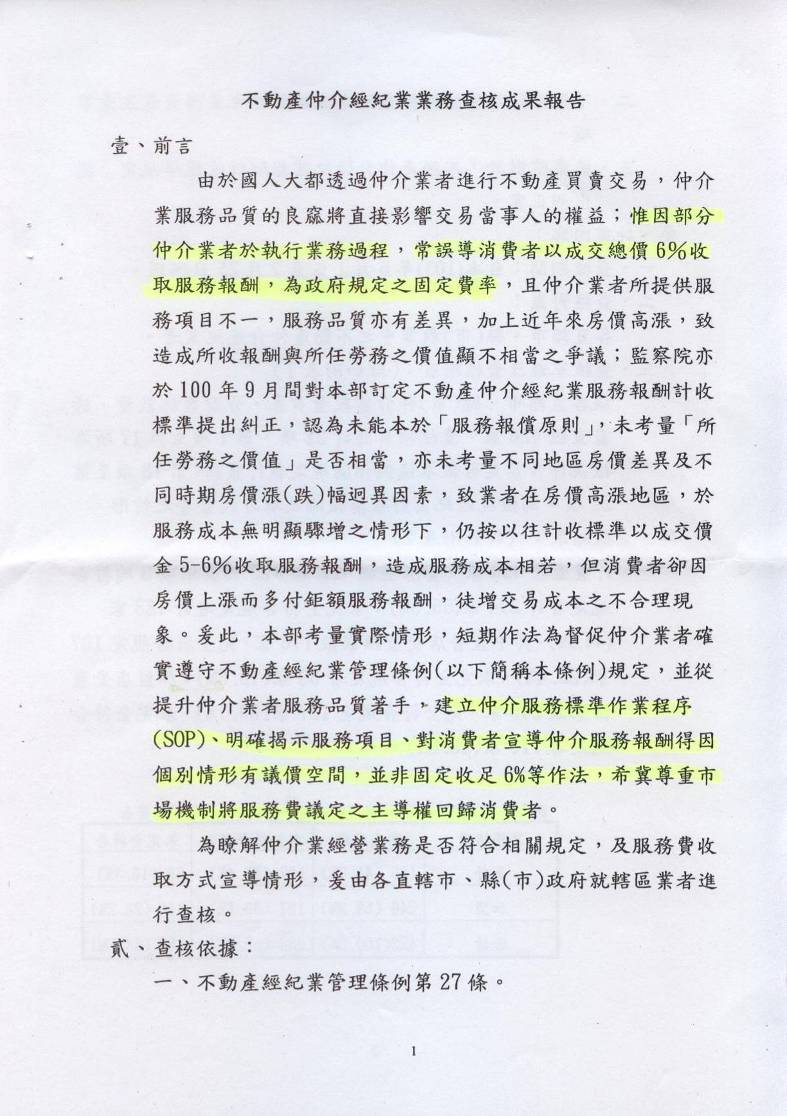 不動產仲介經紀業業務查核成果報告
壹、前言
由於國人大都透過仲介業者進行不動產買賣交易，仲介
業服務品質的良窳將直接影響交易當事人的權益；惟因部分
仲介業者於執行業務過程，常誤導消費者以成交總價6%收
取服務報酬，為政府規定之固定費率，且仲介業者所提供服
務項目不一，服務品質亦有差異，加上近年來房價高漲，致
造成所收報酬與所任勞務之價值顯不相當之爭議；監察院亦
於100年9月間對本部訂定不動產仲介經紀業服務報酬計收
標準提出糾正，認為未能本於「服務報償原則」，未考量「所
任勞務之價值」是否相當，亦未考量不同地區房價差異及不
同時期房價漲(跌)幅迥異因素，致業者在房價高漲地區，於
服務成本無明顯驟增之情形下，仍按以往計收標準以成交價
金5-6%收取服務報酬，造成服務成本相若，但消費者卻因
房價上漲而多付鉅額服務報酬，徒增交易成本之不合理現
象。爰此，本部考量實際情形，短期作法為督促仲介業者確
實遵守不動產經紀業管理條例(以下簡稱本條例)規定，並從
提升仲介業者服務品質著手，建立仲介服務標準作業程序
(SOP)、明確揭示服務項目、對消費者宣導仲介服務報酬得因
個別情形有議價空間，並非固定收足6%等作法，希冀尊重市
場機制將服務費議定之主導權回歸消費者。
為瞭解仲介業經營業務是否符合相關規定，及服務費收
取方式宣導情形，爰由各直轄市、縣(市)政府就轄區業者進
行查核。
貳、查核依據：
一、不動產經紀業管理條例第27條。
1